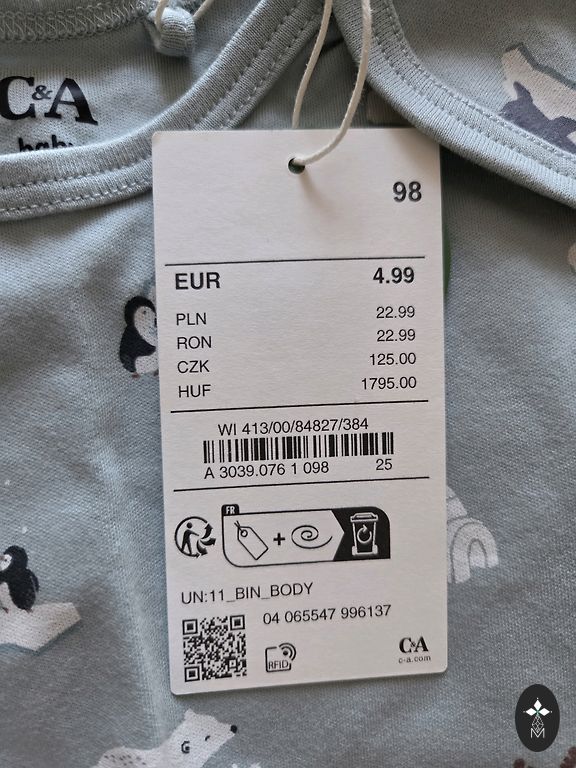 C&A
baby
98
EUR 4.99
PLN 22.99
RON 22.99
CZK 125.00
HUF 1795.00
WI 413/00/84827/384
A 3039.076 1 098 25
FR
UN:11_BIN_BODY
04 065547 996137
RFID
C&A
c-a.com
M